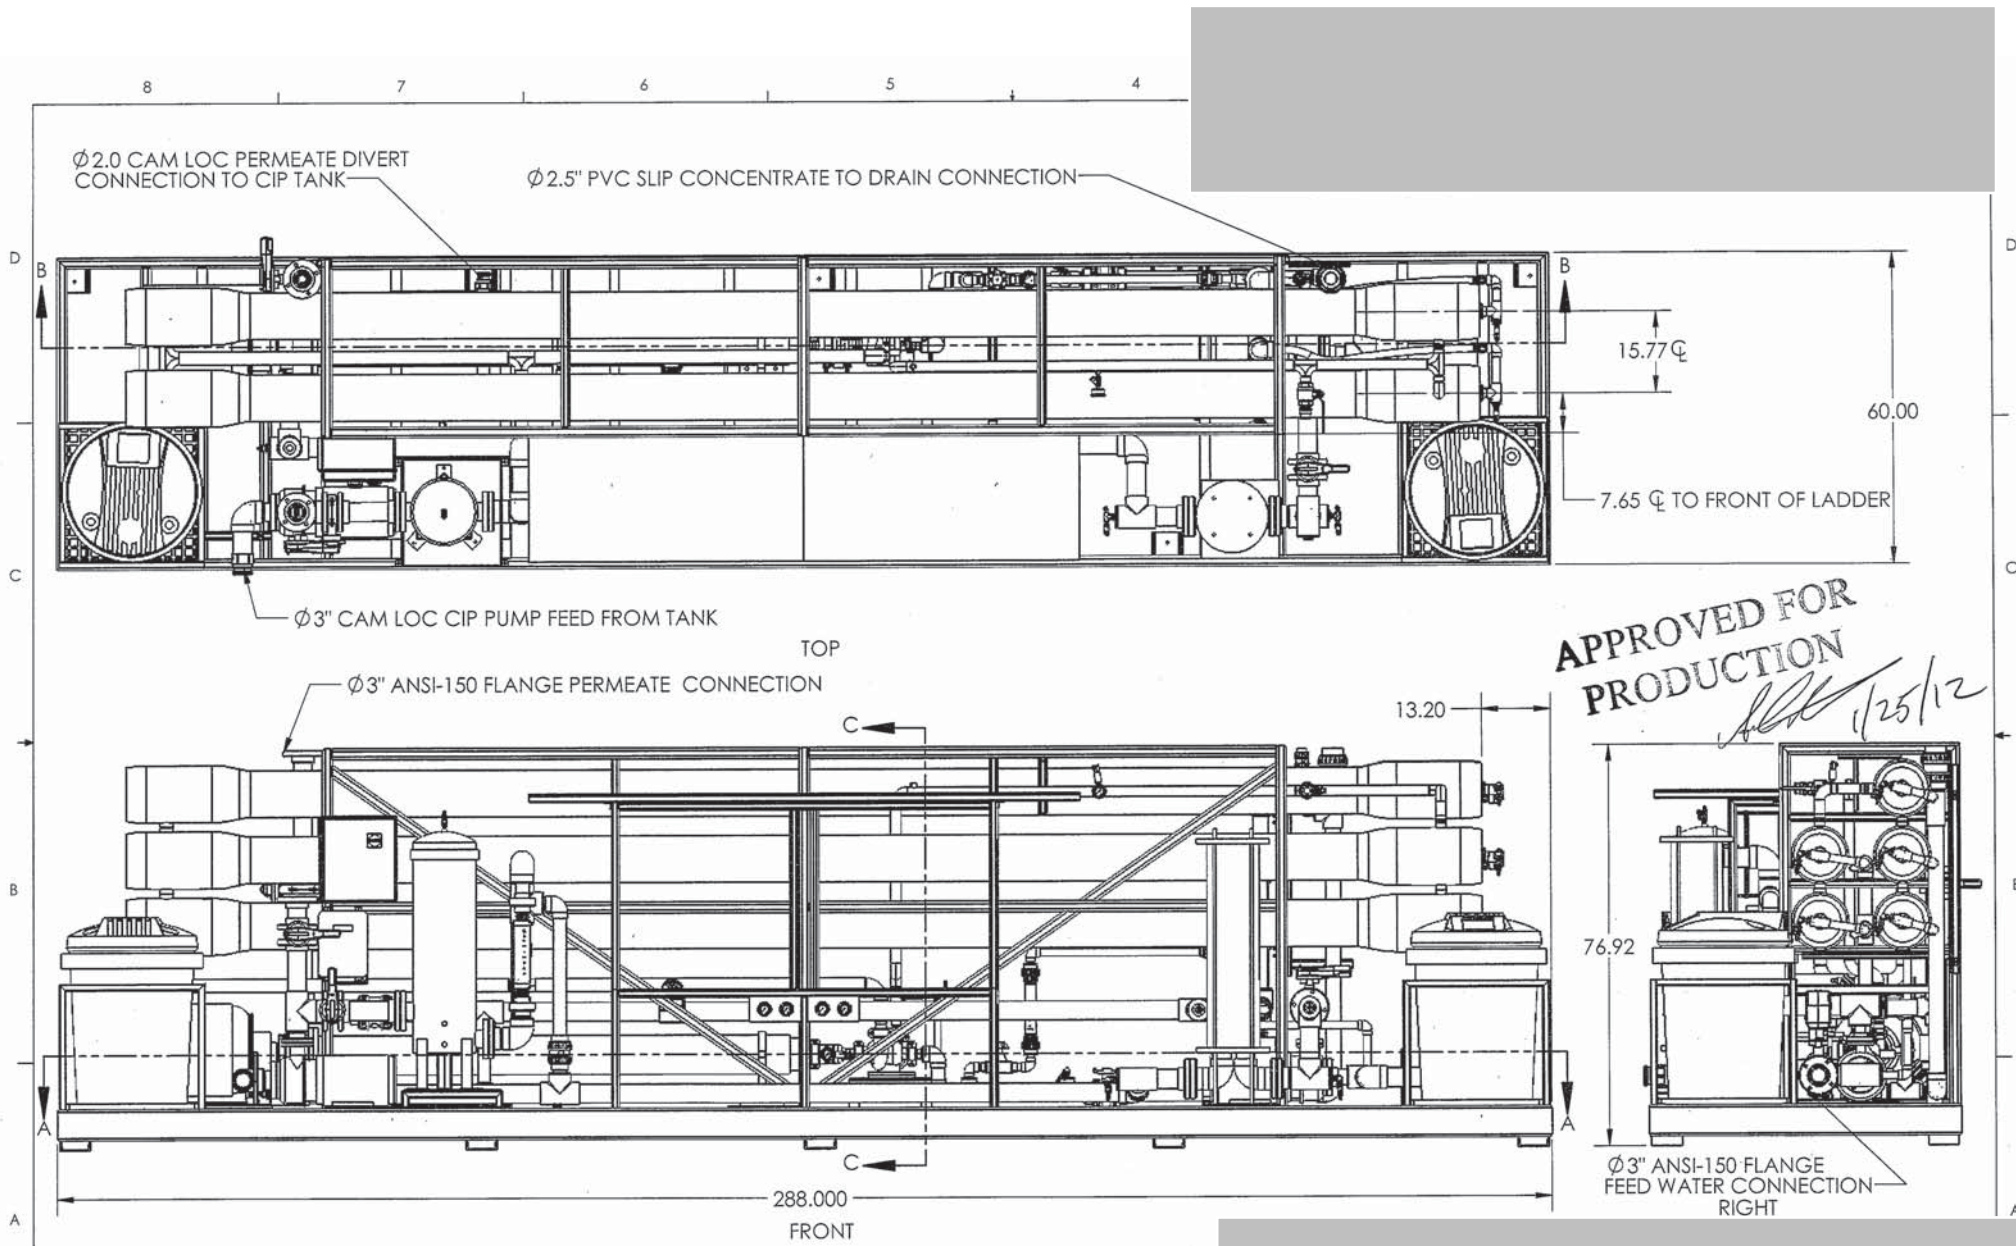 8 7 6 5 4
Ø2.0 CAM LOC PERMEATE DIVERT
CONNECTION TO CIP TANK
Ø2.5" PVC SLIP CONCENTRATE TO DRAIN CONNECTION
D
D
B
B
15.77 ℄
60.00
7.65 ℄ TO FRONT OF LADDER
C
C
Ø3" CAM LOC CIP PUMP FEED FROM TANK
TOP
APPROVED FOR
PRODUCTION
1/25/12
Ø3" ANSI-150 FLANGE PERMEATE CONNECTION
13.20
C
B
76.92
A
A
C
Ø3" ANSI-150 FLANGE
FEED WATER CONNECTION
RIGHT
288.000
FRONT
A